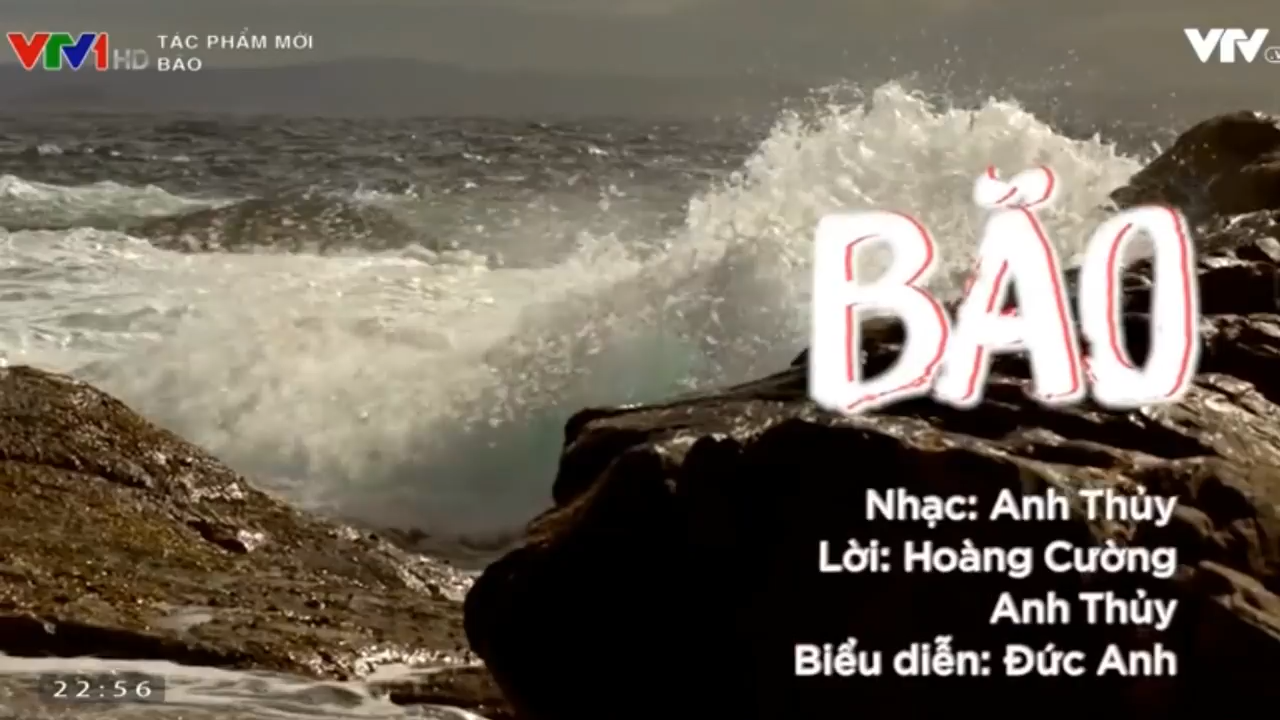 VTV1 HD
TÁC PHẨM MỚI
BÃO
VTV
BÃO
Nhạc: Anh Thủy
Lời: Hoàng Cường
Anh Thủy
Biểu diễn: Đức Anh
22:56